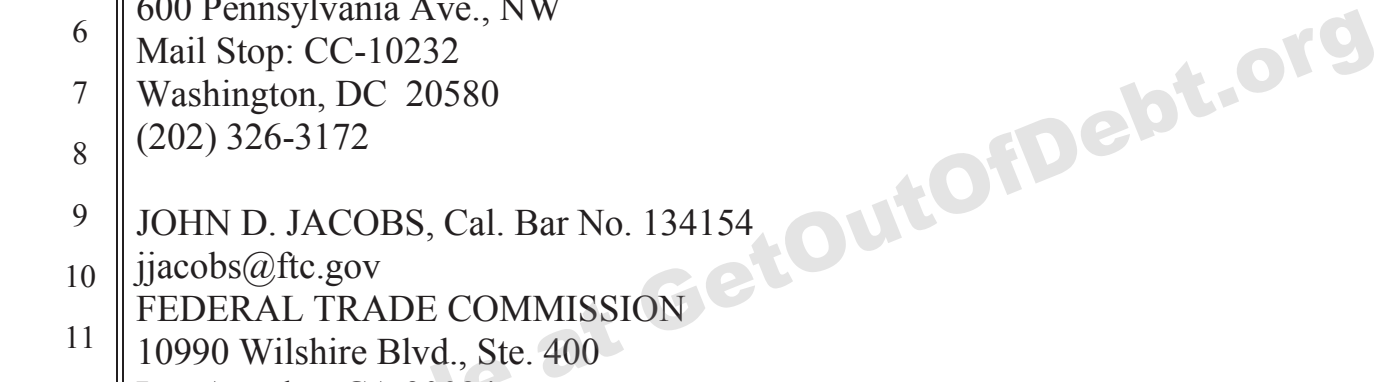 600 Pennsylvania Ave., NW
6
Mail Stop: CC-10232
7
Washington, DC 20580
8
(202) 326-3172
9
JOHN D. JACOBS, Cal. Bar No. 134154
10
jjacobs@ftc.gov
FEDERAL TRADE COMMISSION
11
10990 Wilshire Blvd., Ste. 400
at GetOutOfDebt.org